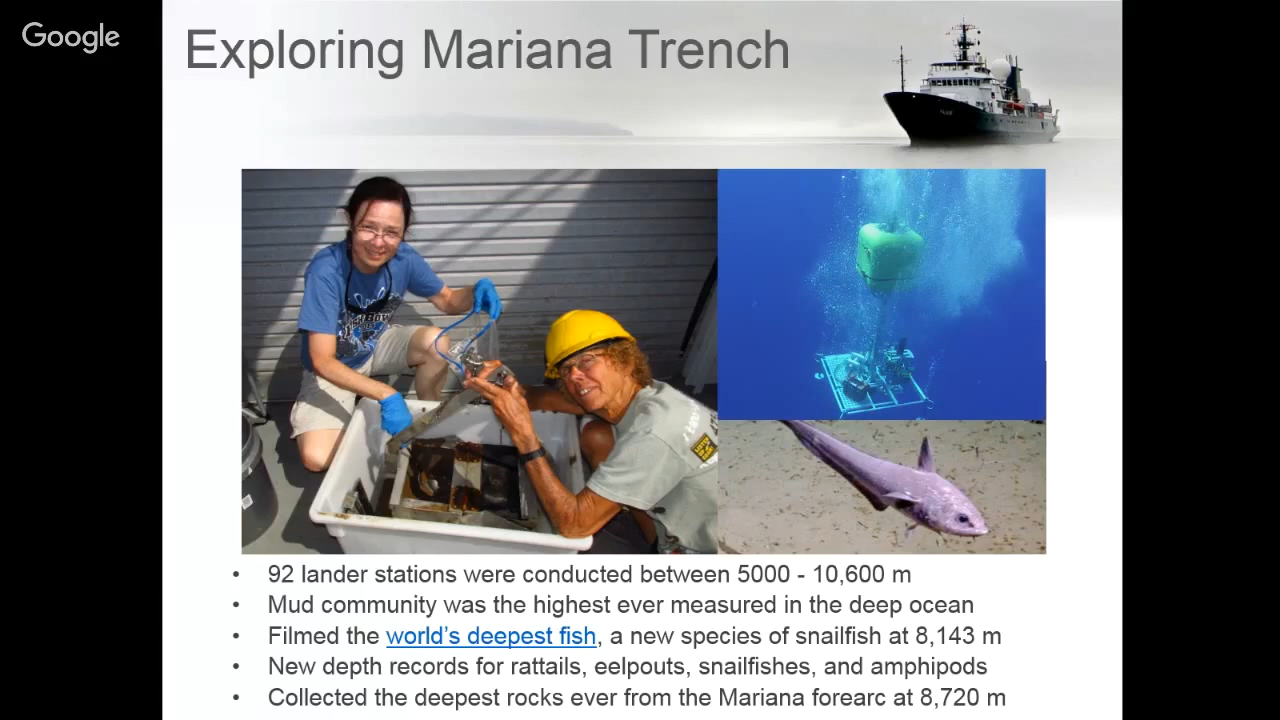 Google
Exploring Mariana Trench
• 92 lander stations were conducted between 5000 - 10,600 m
• Mud community was the highest ever measured in the deep ocean
• Filmed the world's deepest fish, a new species of snailfish at 8,143 m
• New depth records for rattails, eelpouts, snailfishes, and amphipods
• Collected the deepest rocks ever from the Mariana forearc at 8,720 m